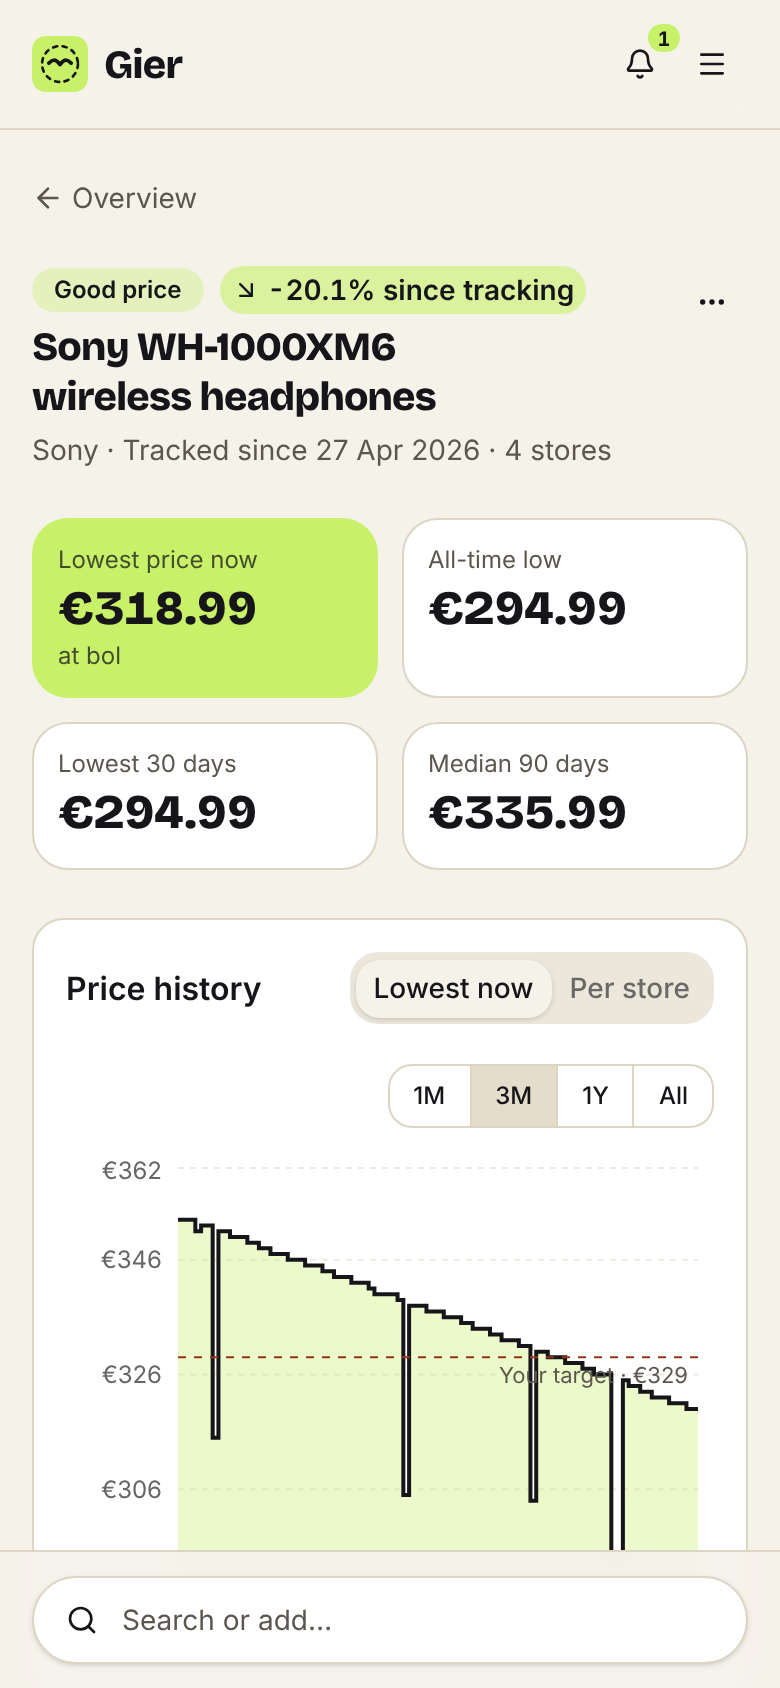 Gier
1
Overview
Good price
-20.1% since tracking
Sony WH-1000XM6
wireless headphones
Sony · Tracked since 27 Apr 2026 · 4 stores
Lowest price now
€318.99
at bol
All-time low
€294.99
Lowest 30 days
€294.99
Median 90 days
€335.99
Price history
Lowest now
Per store
1M
3M
1Y
All
€362
€346
€326
Your target · €329
€306
Search or add...